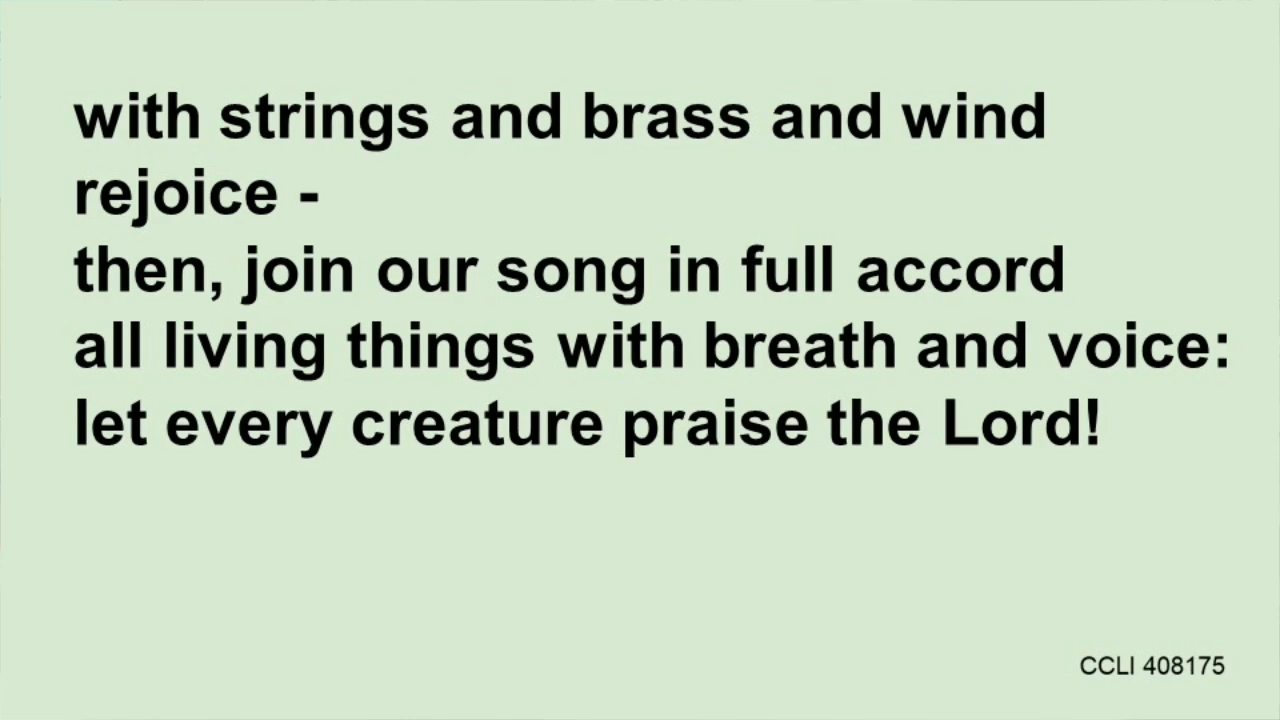 with strings and brass and wind
rejoice -
then, join our song in full accord
all living things with breath and voice:
let every creature praise the Lord!
CCLI 408175